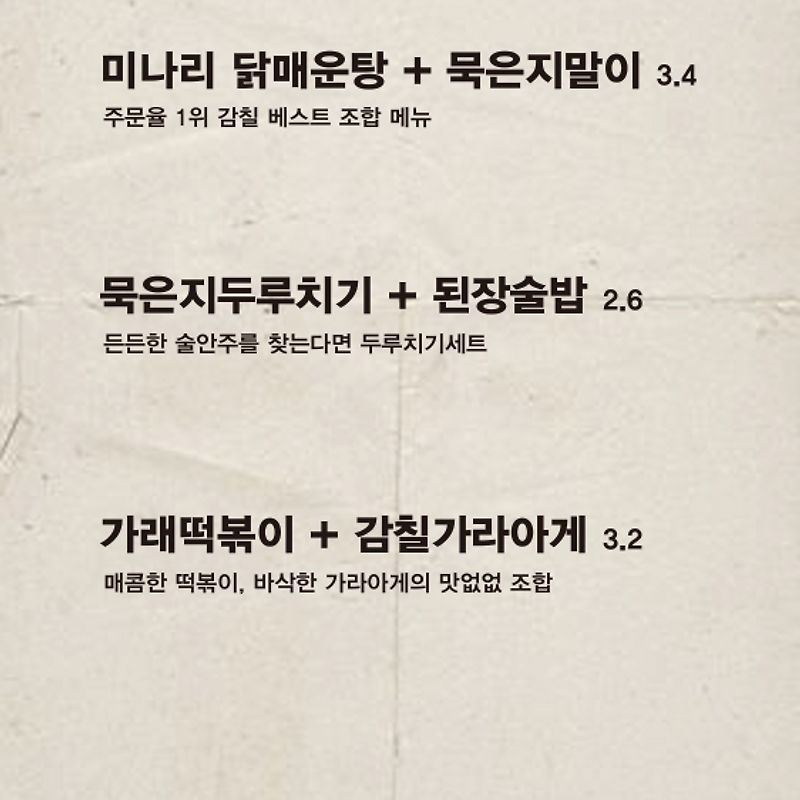 미나리 닭매운탕 + 묵은지말이 3.4
주문율 1위 감칠 베스트 조합 메뉴
묵은지두루치기 + 된장술밥 2.6
든든한 술안주를 찾는다면 두루치기세트
가래떡볶이 + 감칠가라아게 3.2
매콤한 떡볶이, 바삭한 가라아게의 맛없없 조합